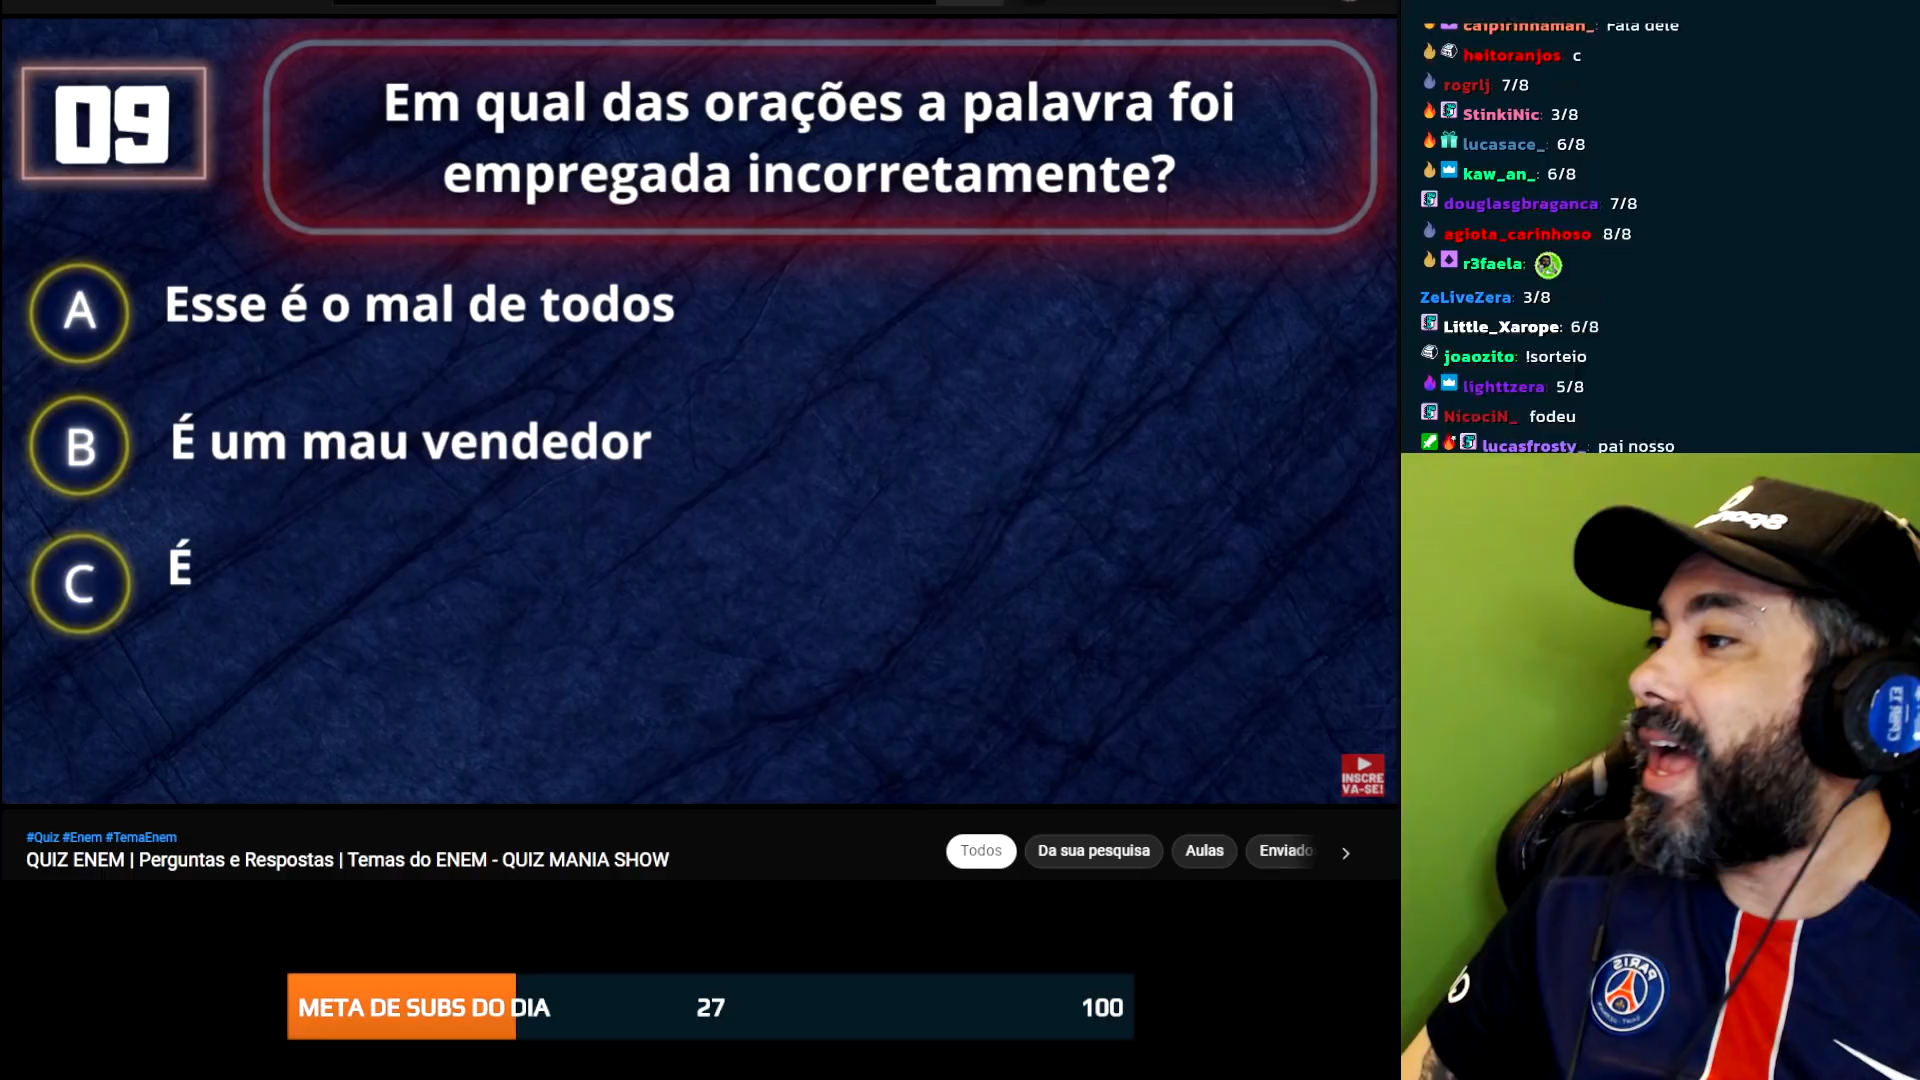 09
Em qual das orações a palavra foi
empregada incorretamente?
A
Esse é o mal de todos
B
É um mau vendedor
C
É
INSCRE
VA-SE!
#Quiz #Enem #TemaEnem
QUIZ ENEM | Perguntas e Respostas | Temas do ENEM - QUIZ MANIA SHOW
Todos
Da sua pesquisa
Aulas
Enviado
META DE SUBS DO DIA
27
100
caipirinhaman_: Fala dele
heitoranjos c
rogrlj 7/8
StinkiNic: 3/8
lucasace_: 6/8
kaw_an_: 6/8
douglasgbraganca: 7/8
agiota_carinhoso 8/8
r3faela:
ZeLiveZera: 3/8
Little_Xarope: 6/8
joaozito: !sorteio
lighttzera: 5/8
NicociN_ fodeu
lucasfrosty_: pai nosso
PARIS